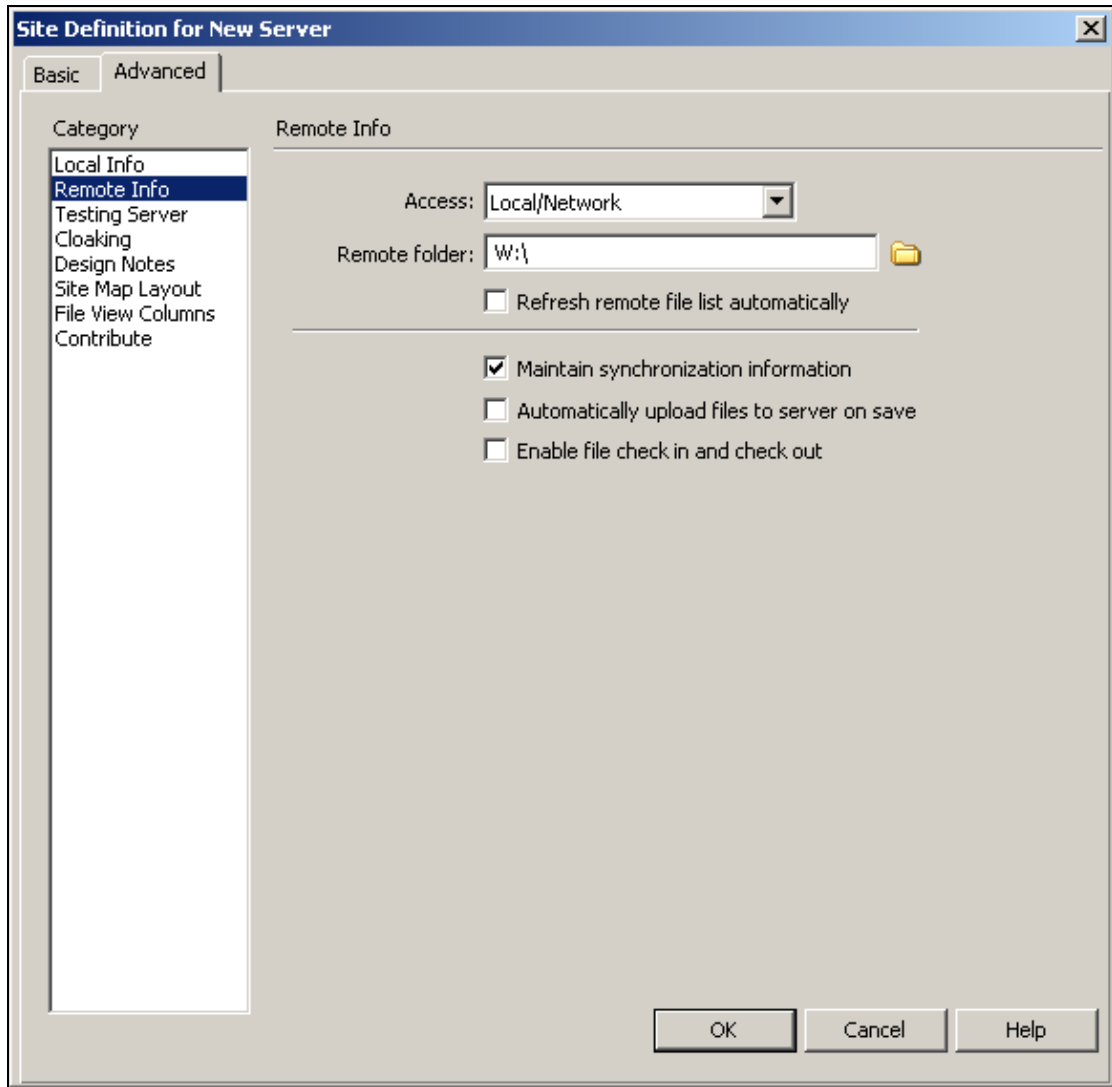 Site Definition for New Server
Basic
Advanced
Category
Local Info
Remote Info
Testing Server
Cloaking
Design Notes
Site Map Layout
File View Columns
Contribute
Remote Info
Access: Local/Network
Remote folder: W:\
Refresh remote file list automatically
Maintain synchronization information
Automatically upload files to server on save
Enable file check in and check out
OK
Cancel
Help